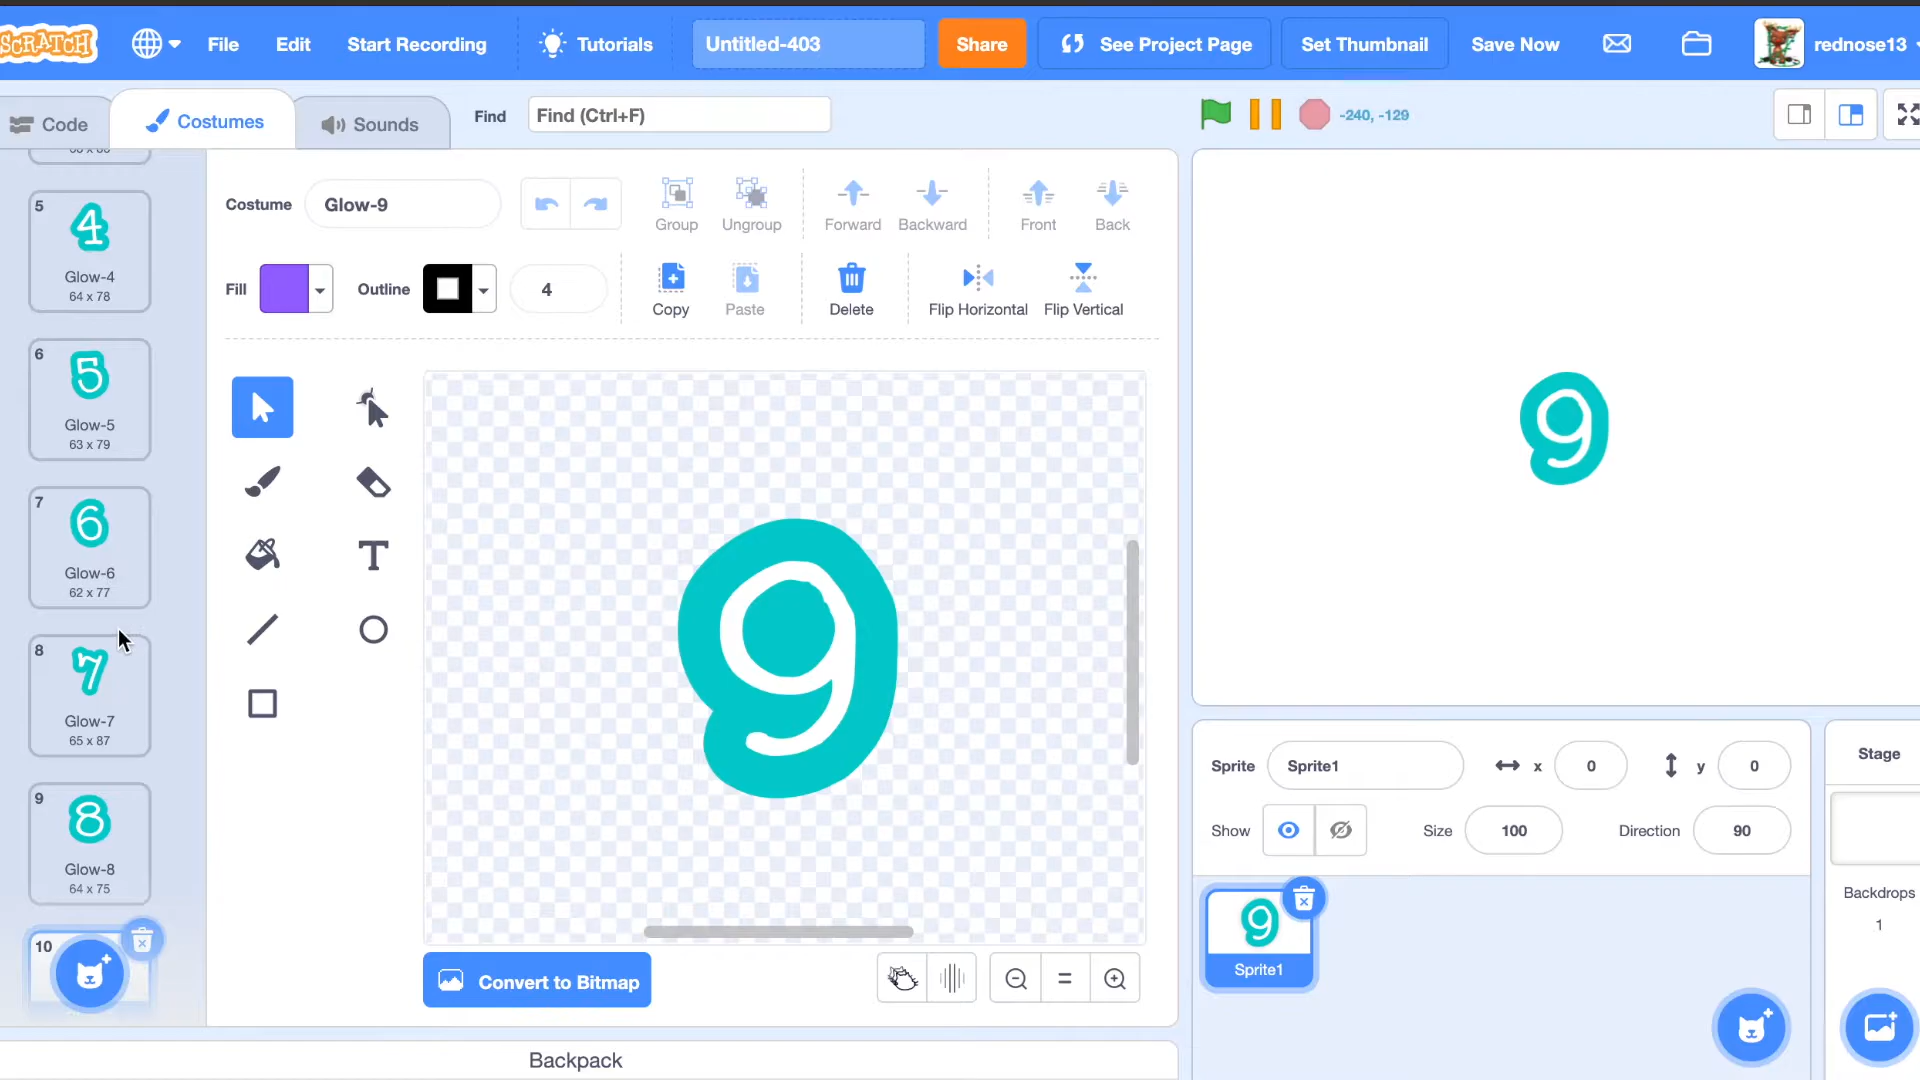 SCRATCH File Edit Start Recording Tutorials Untitled-403 Share See Project Page Set Thumbnail Save Now rednose13
Code Costumes Sounds Find Find (Ctrl+F) -240, -129
Costume Glow-9 Group Ungroup Forward Backward Front Back
Fill Outline 4 Copy Paste Delete Flip Horizontal Flip Vertical
5
4
Glow-4
64 x 78
6
5
Glow-5
63 x 79
7
6
Glow-6
62 x 77
8
7
Glow-7
65 x 87
9
8
Glow-8
64 x 75
10
T
9
Convert to Bitmap
Backpack
9
Sprite Sprite1 x 0 y 0
Show Size 100 Direction 90
9
Sprite1
Stage
Backdrops
1